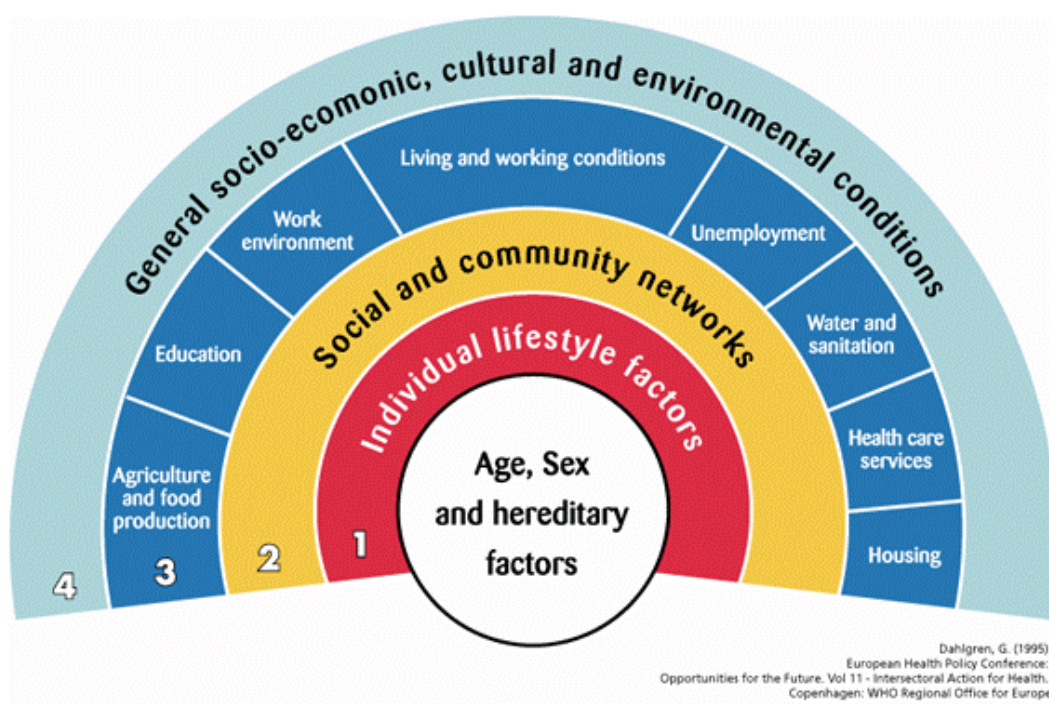 General socio-ecomonic, cultural and environmental conditions
Living and working conditions
Work
environment
Unemployment
Education
Water and
sanitation
Agriculture
and food
production
Health care
services
Housing
Social and community networks
Individual lifestyle factors
Age, Sex
and hereditary
factors
4
3
2
1
Dahlgren, G. (1995)
European Health Policy Conference:
Opportunities for the Future. Vol 11 - Intersectoral Action for Health.
Copenhagen: WHO Regional Office for Europe